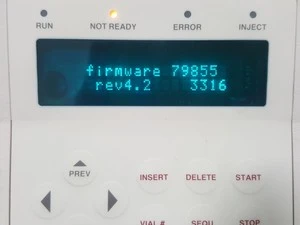 RUN NOT READY ERROR INJECT
firmware 79855
rev4.2 3316
PREV INSERT DELETE START
VIAL # SEQU STOP